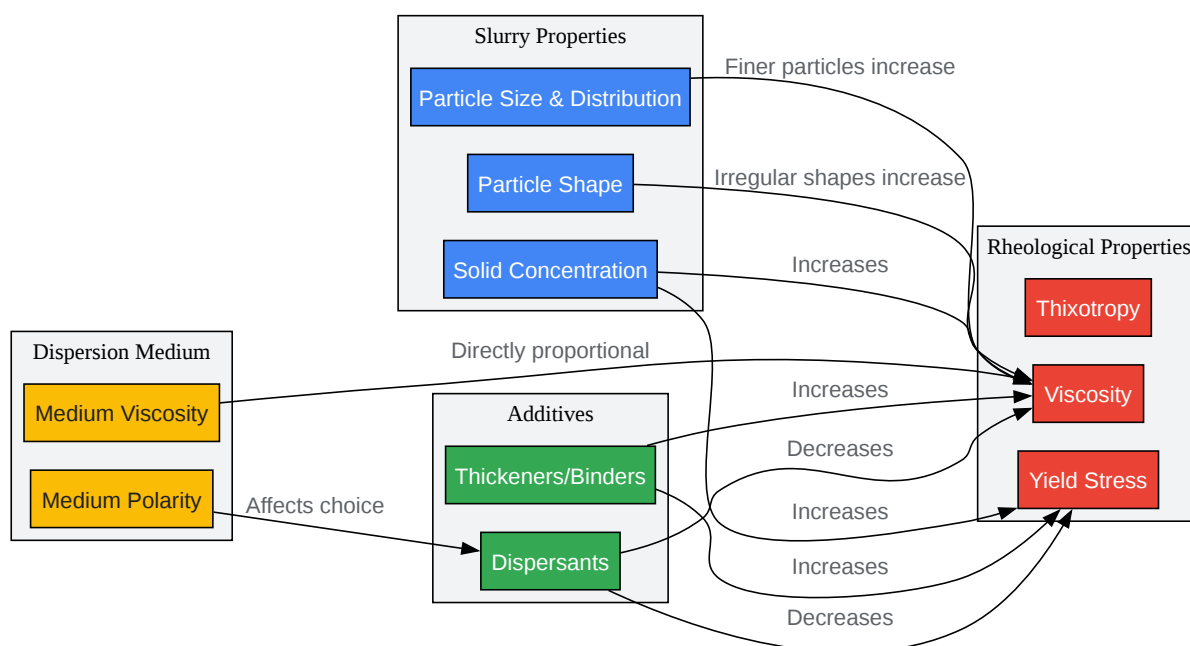 Slurry Properties
Particle Size & Distribution
Finer particles increase
Particle Shape
Irregular shapes increase
Solid Concentration
Increases
Rheological Properties
Thixotropy
Viscosity
Yield Stress
Dispersion Medium
Medium Viscosity
Directly proportional
Medium Polarity
Affects choice
Additives
Thickeners/Binders
Dispersants
Increases
Decreases
Increases
Increases
Decreases